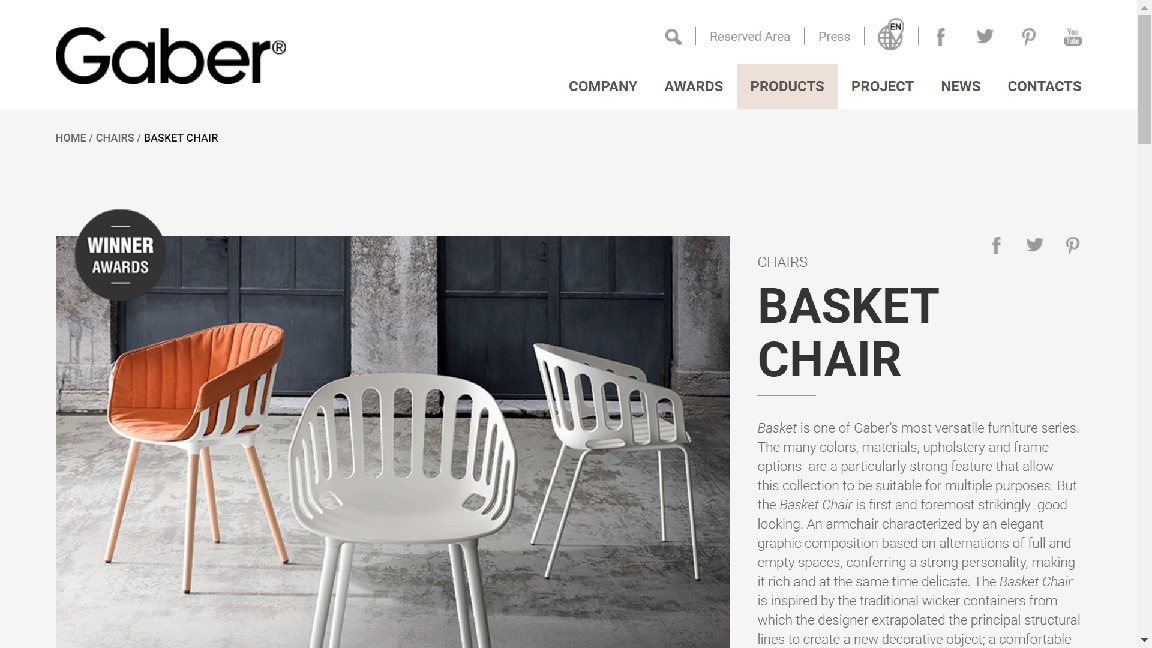 Gaber®
Reserved Area
Press
EN
You
Tube
COMPANY
AWARDS
PRODUCTS
PROJECT
NEWS
CONTACTS
HOME / CHAIRS / BASKET CHAIR
WINNER
AWARDS
CHAIRS
BASKET
CHAIR
Basket is one of Gaber's most versatile furniture series.
The many colors, materials, upholstery and frame
options are a particularly strong feature that allow
this collection to be suitable for multiple purposes. But
the Basket Chair is first and foremost strikingly good
looking. An armchair characterized by an elegant
graphic composition based on alternations of full and
empty spaces, conferring a strong personality, making
it rich and at the same time delicate. The Basket Chair
is inspired by the traditional wicker containers from
which the designer extrapolated the principal structural
lines to create a new decorative object; a comfortable